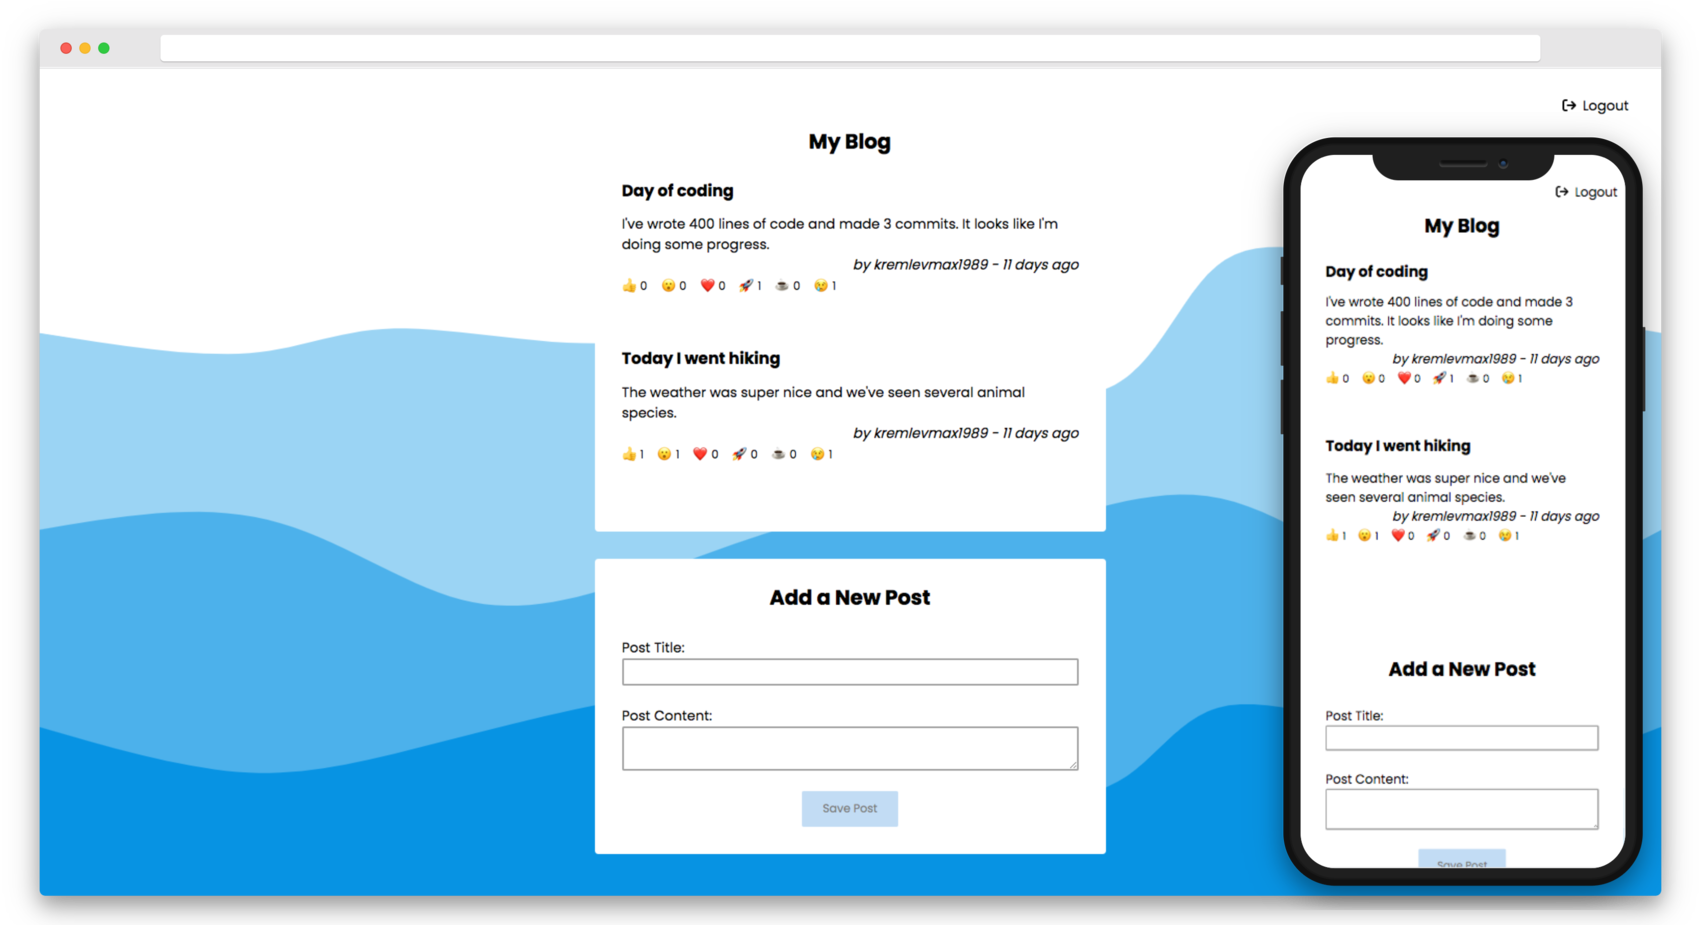 Logout
My Blog
Day of coding
I've wrote 400 lines of code and made 3 commits. It looks like I'm
doing some progress.
by kremlevmax1989 - 11 days ago
👍 0 😮 0 ❤️ 0 🚀 1 ☕ 0 😢 1
Today I went hiking
The weather was super nice and we've seen several animal
species.
by kremlevmax1989 - 11 days ago
👍 1 😮 1 ❤️ 0 🚀 0 ☕ 0 😢 1
Add a New Post
Post Title:
Post Content:
Save Post
Logout
My Blog
Day of coding
I've wrote 400 lines of code and made 3
commits. It looks like I'm doing some
progress.
by kremlevmax1989 - 11 days ago
👍 0 😮 0 ❤️ 0 🚀 1 ☕ 0 😢 1
Today I went hiking
The weather was super nice and we've
seen several animal species.
by kremlevmax1989 - 11 days ago
👍 1 😮 1 ❤️ 0 🚀 0 ☕ 0 😢 1
Add a New Post
Post Title:
Post Content:
Save Post